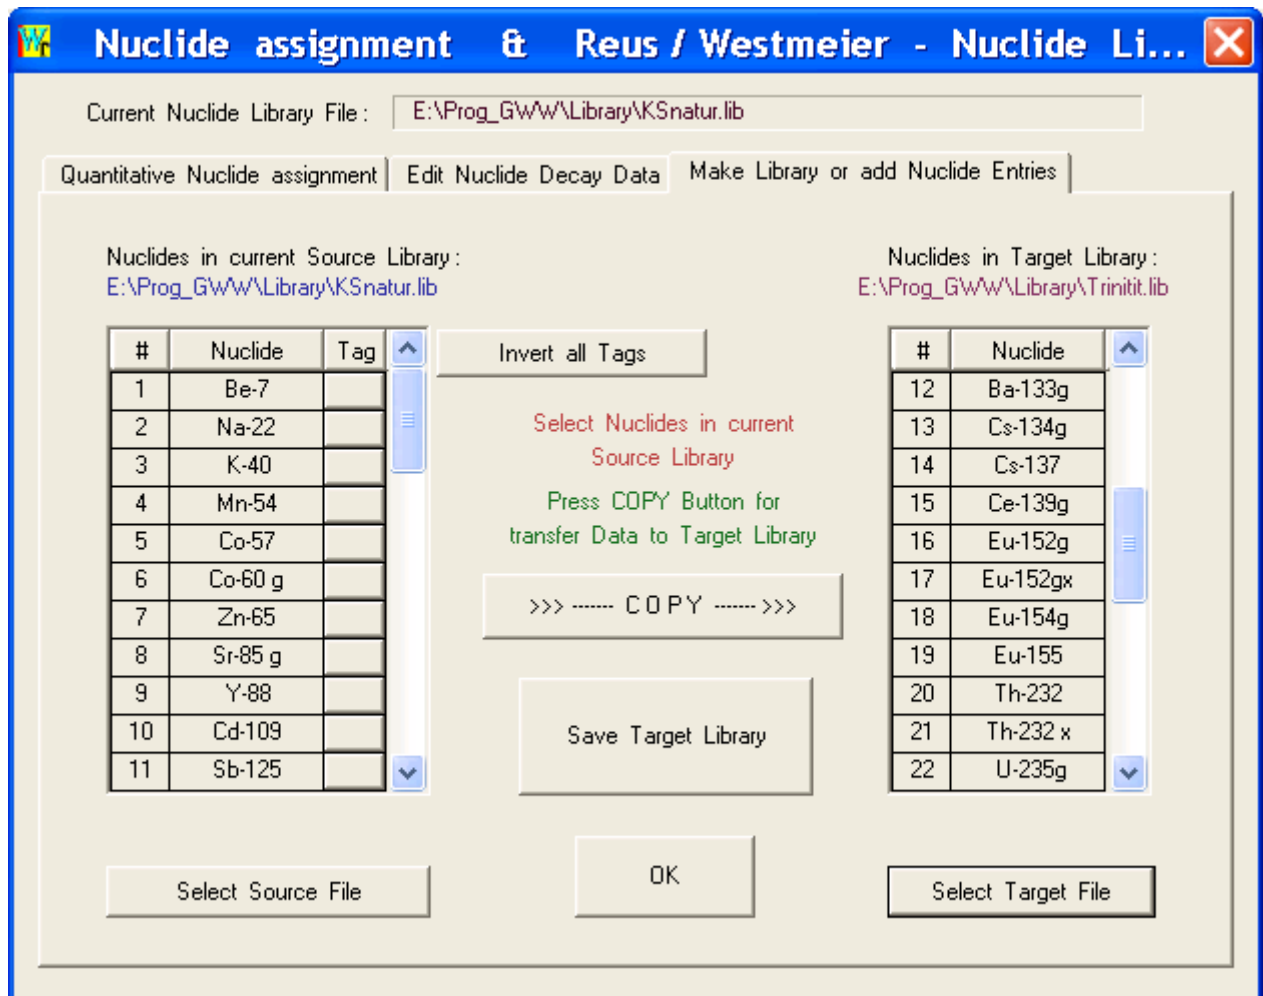 Nuclide assignment & Reus / Westmeier - Nuclide Li...
Current Nuclide Library File : E:\Prog_GWW\Library\KSnatur.lib
Quantitative Nuclide assignment Edit Nuclide Decay Data Make Library or add Nuclide Entries
Nuclides in current Source Library :
E:\Prog_GWW\Library\KSnatur.lib
# Nuclide Tag
1 Be-7
2 Na-22
3 K-40
4 Mn-54
5 Co-57
6 Co-60 g
7 Zn-65
8 Sr-85 g
9 Y-88
10 Cd-109
11 Sb-125
Select Source File
Invert all Tags
Select Nuclides in current
Source Library
Press COPY Button for
transfer Data to Target Library
>>> ------- C O P Y ------- >>>
Save Target Library
OK
Nuclides in Target Library :
E:\Prog_GWW\Library\Trinitit.lib
# Nuclide
12 Ba-133g
13 Cs-134g
14 Cs-137
15 Ce-139g
16 Eu-152g
17 Eu-152gx
18 Eu-154g
19 Eu-155
20 Th-232
21 Th-232 x
22 U-235g
Select Target File